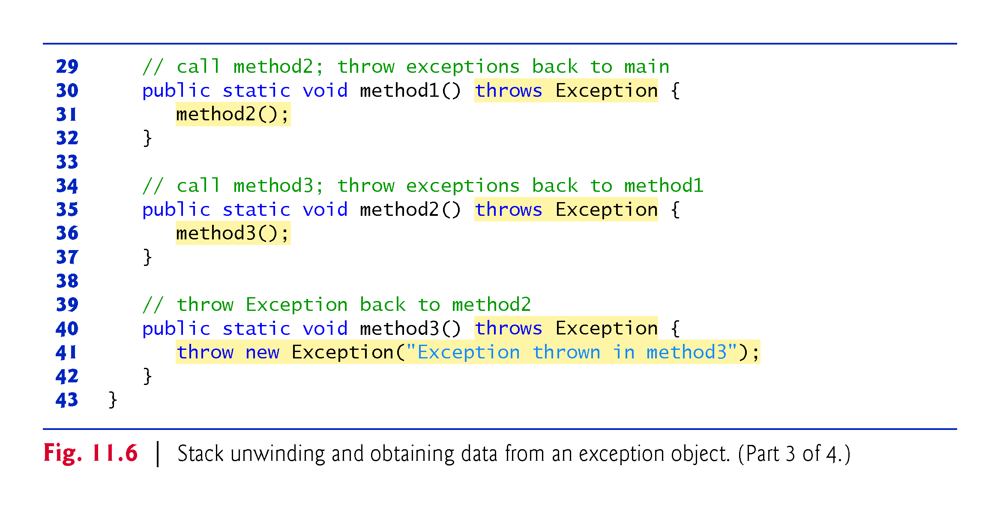 29 // call method2; throw exceptions back to main
30 public static void method1() throws Exception {
31 method2();
32 }
33
34 // call method3; throw exceptions back to method1
35 public static void method2() throws Exception {
36 method3();
37 }
38
39 // throw Exception back to method2
40 public static void method3() throws Exception {
41 throw new Exception("Exception thrown in method3");
42 }
43 }
Fig. 11.6 | Stack unwinding and obtaining data from an exception object. (Part 3 of 4.)